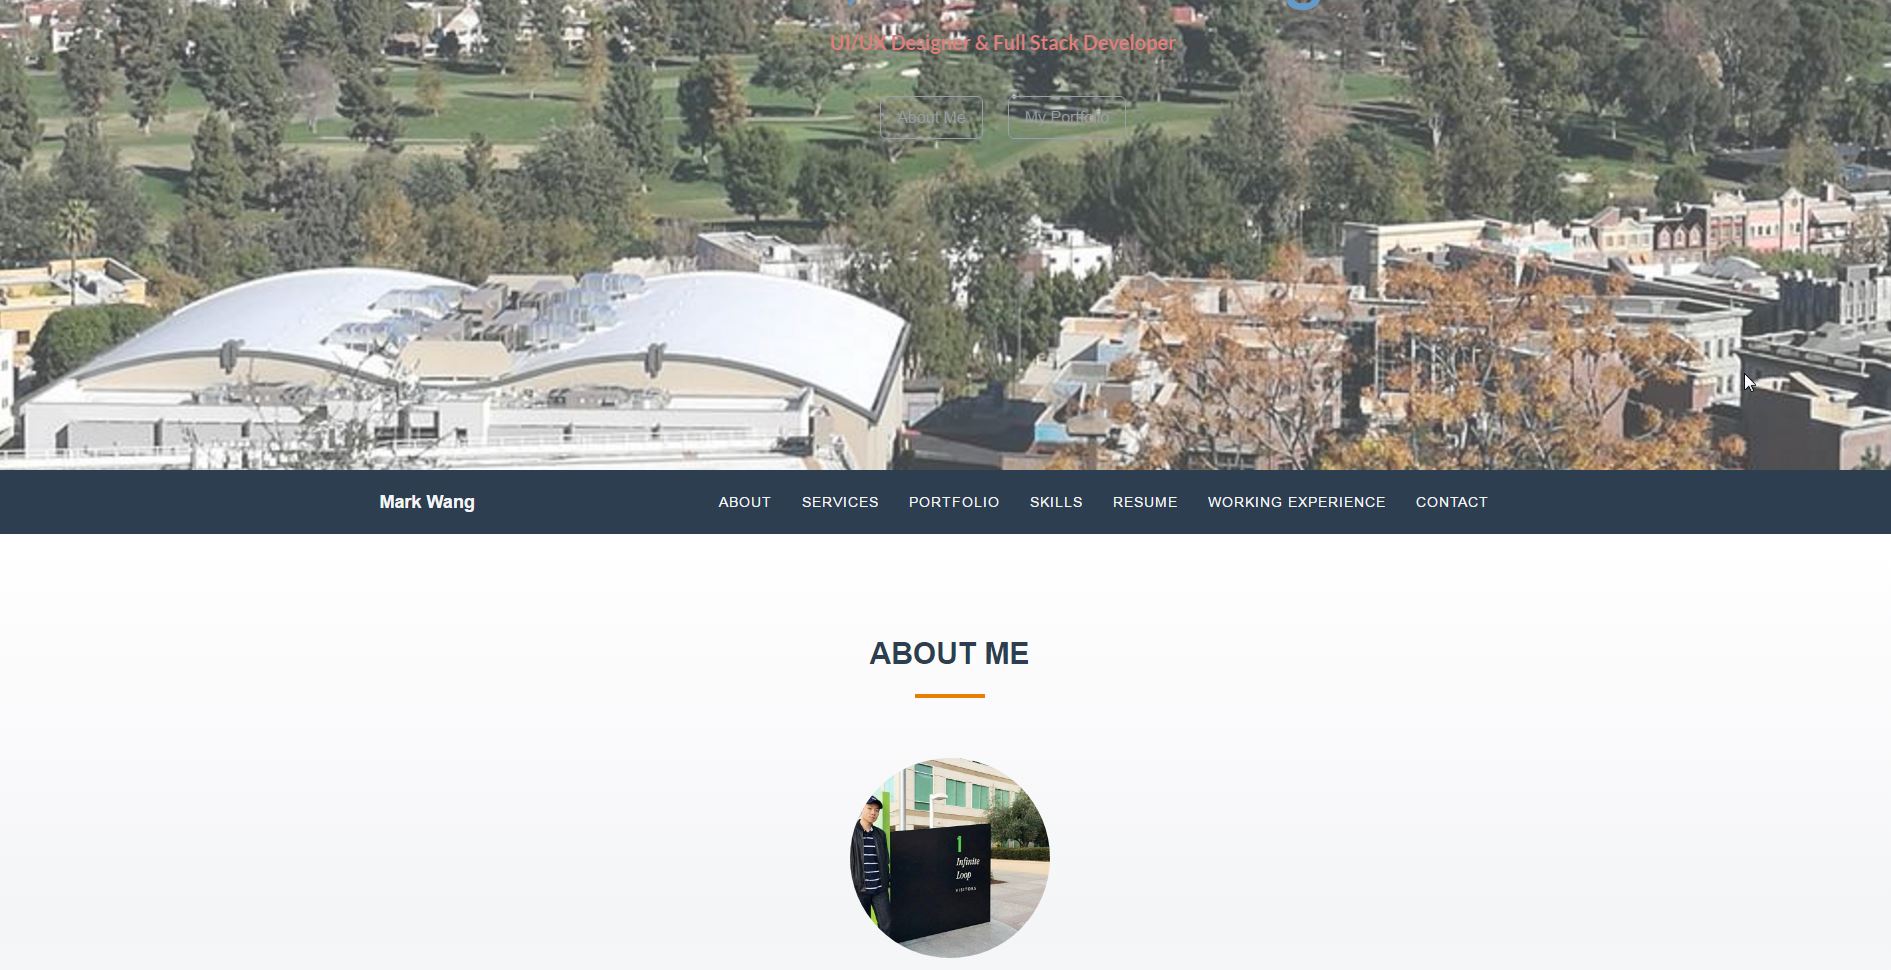 UI/UX Designer & Full Stack Developer
About Me
My Portfolio
Mark Wang
ABOUT
SERVICES
PORTFOLIO
SKILLS
RESUME
WORKING EXPERIENCE
CONTACT
ABOUT ME
1
Infinite
Loop
VISITORS